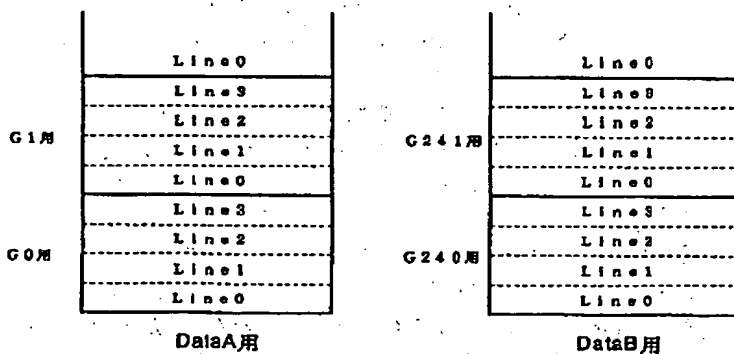 Line0
Line3
Line2
G1用
Line1
Line0
Line3
Line2
G0用
Line1
Line0
DataA用
Line0
Line3
Line2
G241用
Line1
Line0
Line3
Line2
G240用
Line1
Line0
DataB用